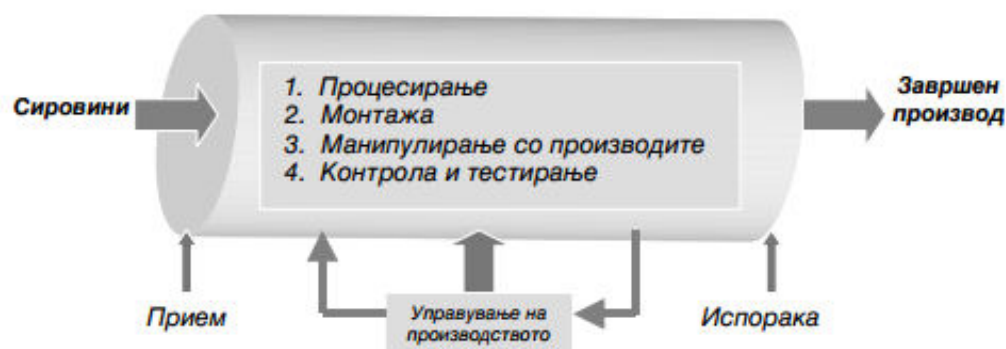 Сировини
1. Процесирање
2. Монтажа
3. Манипулирање со производите
4. Контрола и тестирање
Завршен
производ
Прием
Управување на
производството
Испорака